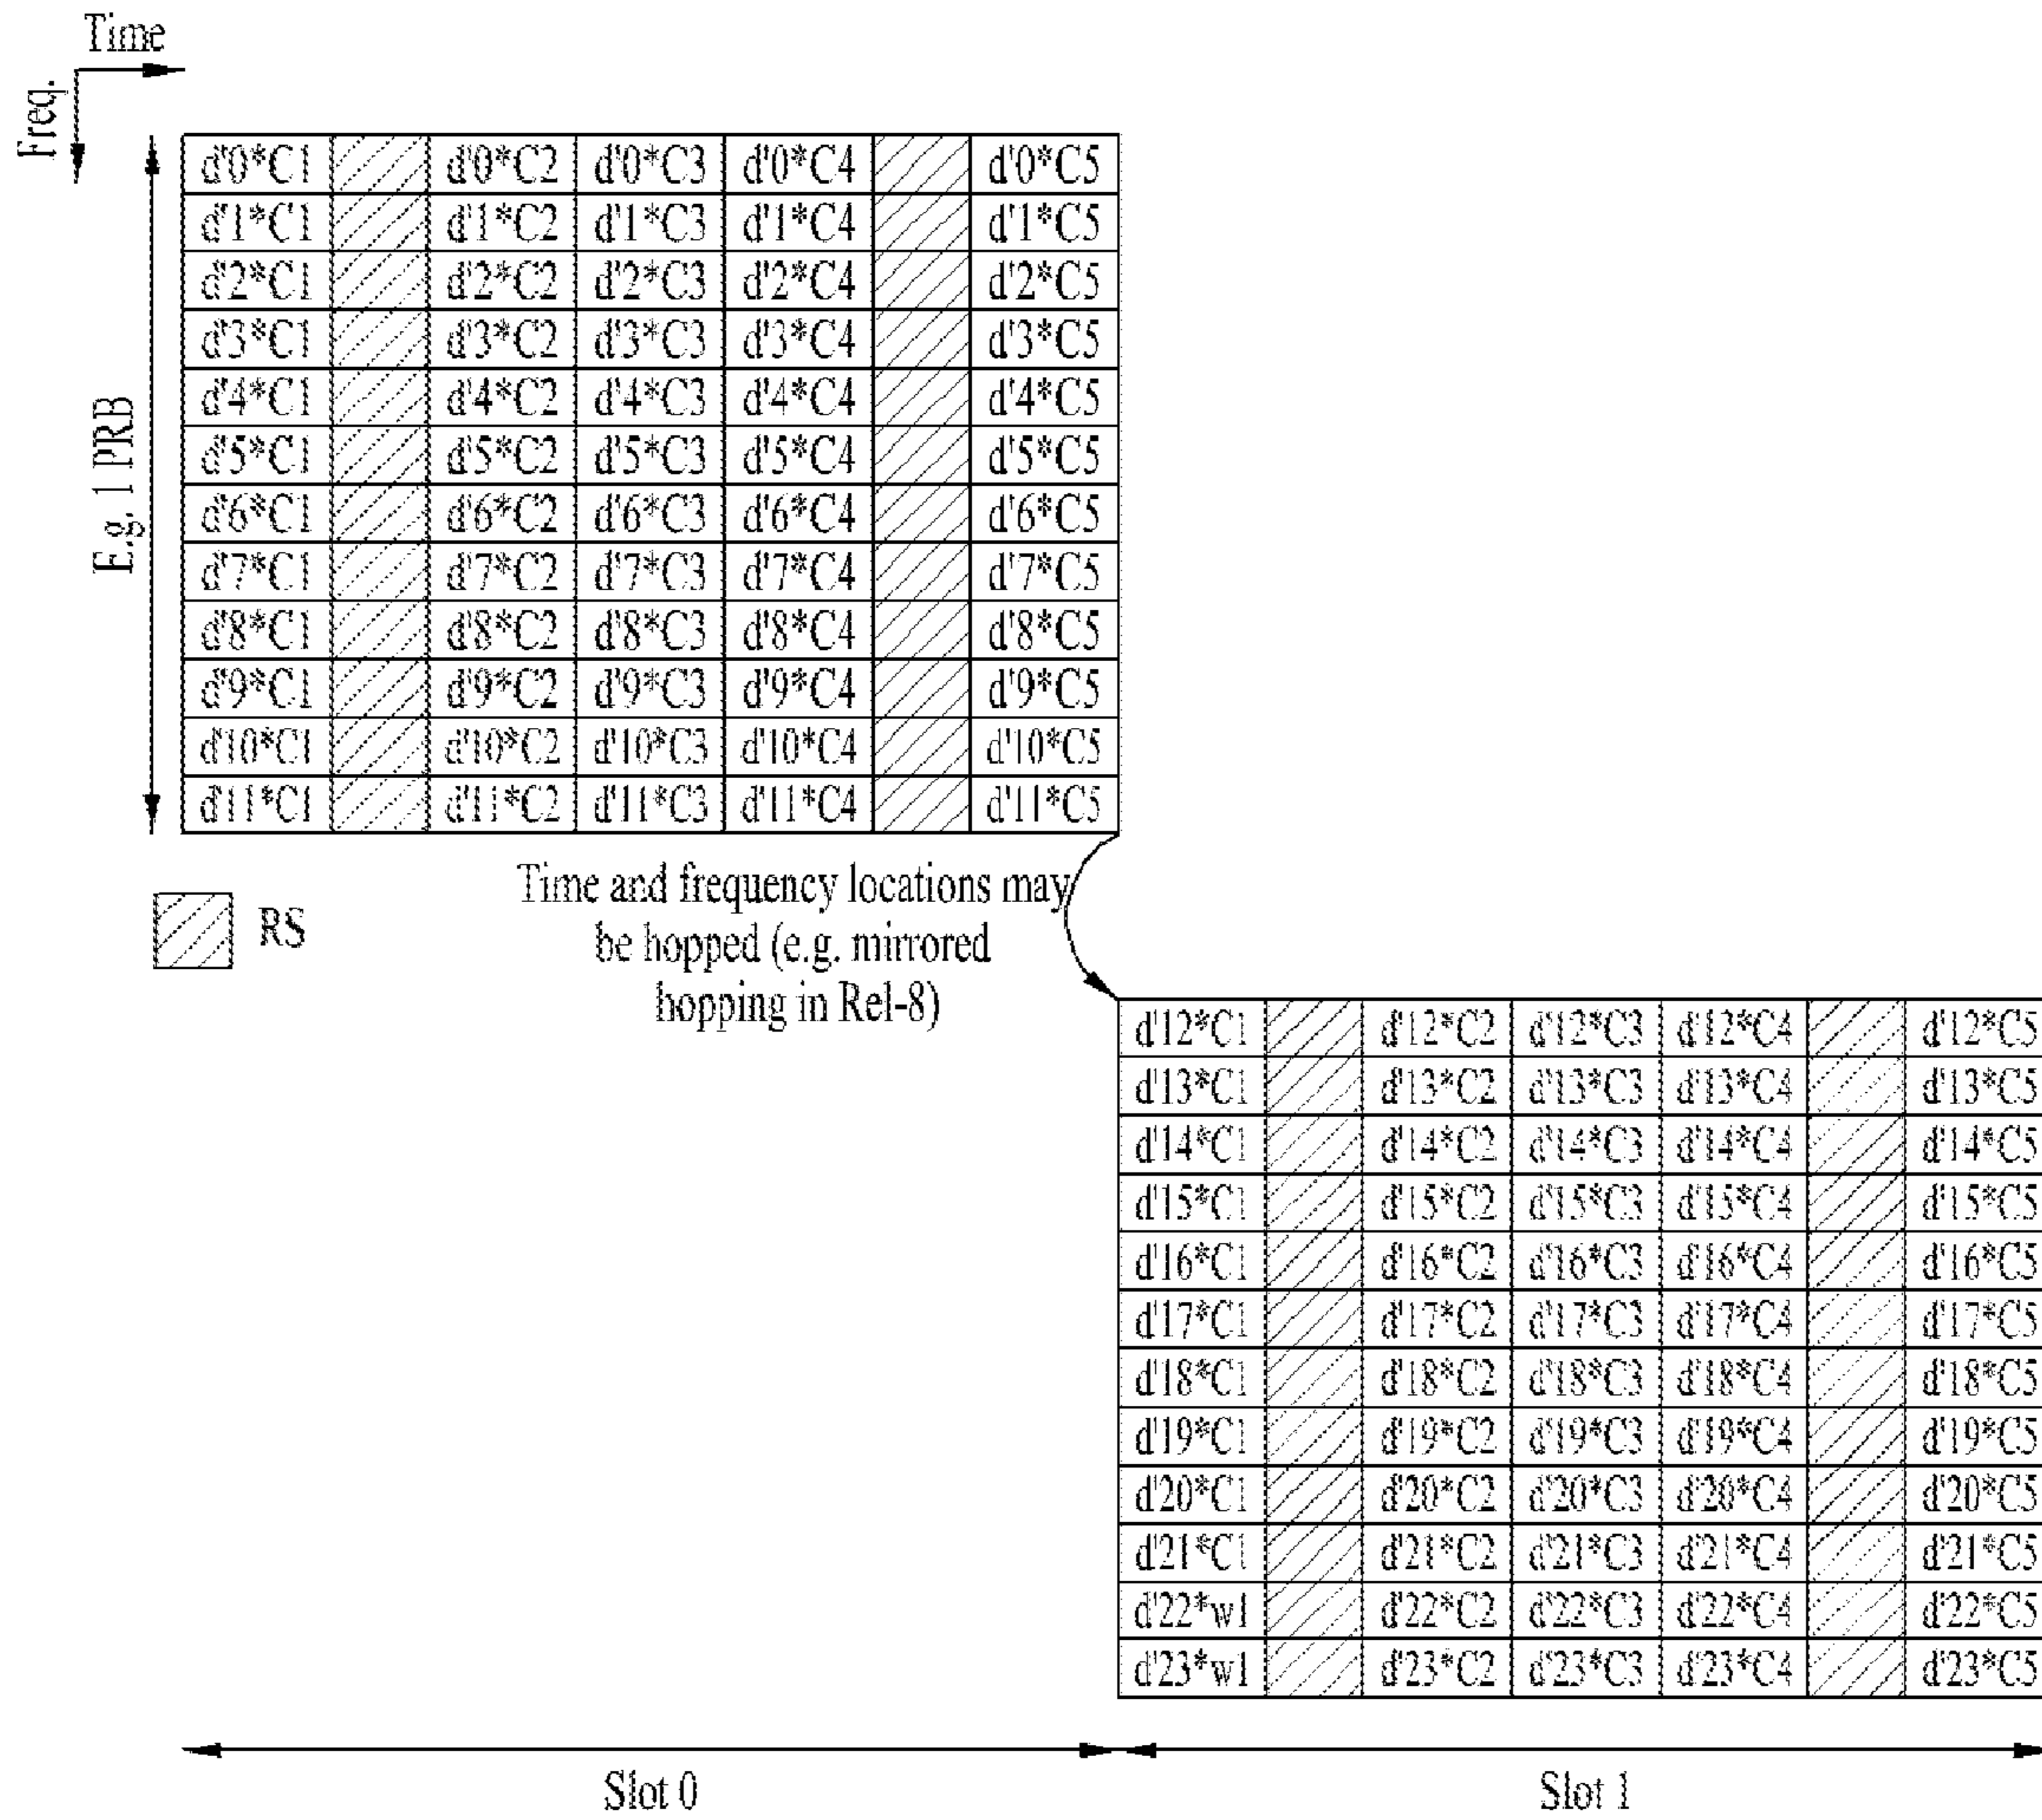 Time
Freq.
E.g. 1 PRB
d'0*C1 d'0*C2 d'0*C3 d'0*C4 d'0*C5
d'1*C1 d'1*C2 d'1*C3 d'1*C4 d'1*C5
d'2*C1 d'2*C2 d'2*C3 d'2*C4 d'2*C5
d'3*C1 d'3*C2 d'3*C3 d'3*C4 d'3*C5
d'4*C1 d'4*C2 d'4*C3 d'4*C4 d'4*C5
d'5*C1 d'5*C2 d'5*C3 d'5*C4 d'5*C5
d'6*C1 d'6*C2 d'6*C3 d'6*C4 d'6*C5
d'7*C1 d'7*C2 d'7*C3 d'7*C4 d'7*C5
d'8*C1 d'8*C2 d'8*C3 d'8*C4 d'8*C5
d'9*C1 d'9*C2 d'9*C3 d'9*C4 d'9*C5
d'10*C1 d'10*C2 d'10*C3 d'10*C4 d'10*C5
d'11*C1 d'11*C2 d'11*C3 d'11*C4 d'11*C5
RS
Time and frequency locations may
be hopped (e.g. mirrored
hopping in Rel-8)
d'12*C1 d'12*C2 d'12*C3 d'12*C4 d'12*C5
d'13*C1 d'13*C2 d'13*C3 d'13*C4 d'13*C5
d'14*C1 d'14*C2 d'14*C3 d'14*C4 d'14*C5
d'15*C1 d'15*C2 d'15*C3 d'15*C4 d'15*C5
d'16*C1 d'16*C2 d'16*C3 d'16*C4 d'16*C5
d'17*C1 d'17*C2 d'17*C3 d'17*C4 d'17*C5
d'18*C1 d'18*C2 d'18*C3 d'18*C4 d'18*C5
d'19*C1 d'19*C2 d'19*C3 d'19*C4 d'19*C5
d'20*C1 d'20*C2 d'20*C3 d'20*C4 d'20*C5
d'21*C1 d'21*C2 d'21*C3 d'21*C4 d'21*C5
d'22*w1 d'22*C2 d'22*C3 d'22*C4 d'22*C5
d'23*w1 d'23*C2 d'23*C3 d'23*C4 d'23*C5
Slot 0 Slot 1